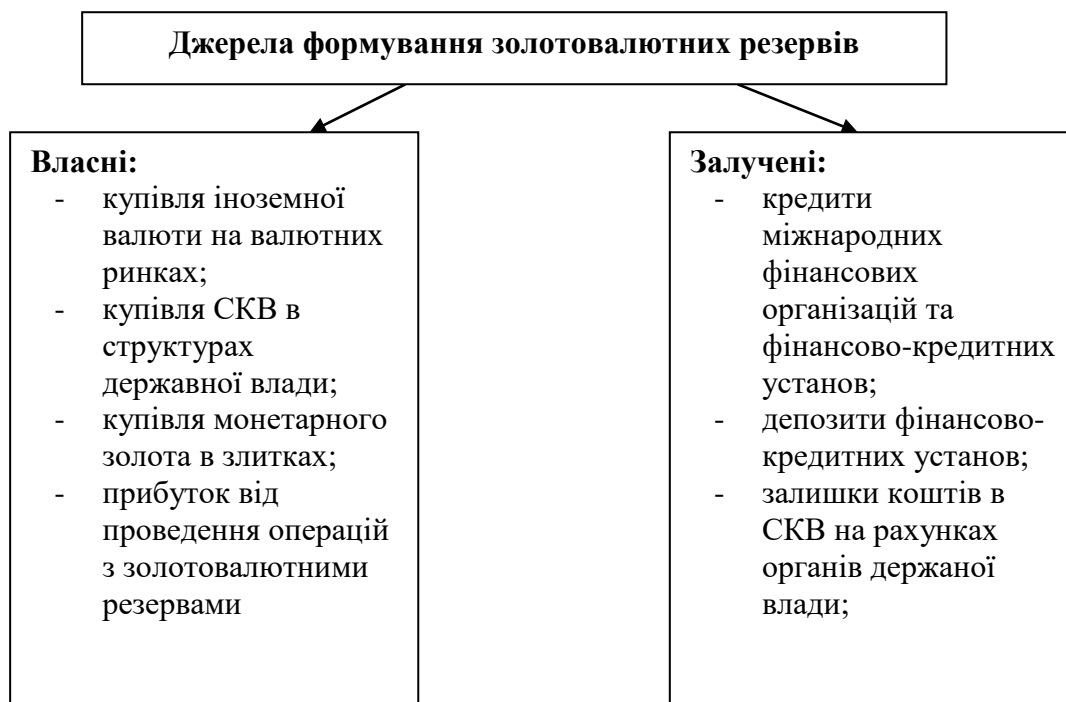 Джерела формування золотовалютних резервів
Власні:
- купівля іноземної
валюти на валютних
ринках;
- купівля СКВ в
структурах
державної влади;
- купівля монетарного
золота в злитках;
- прибуток від
проведення операцій
з золотовалютними
резервами
Залучені:
- кредити
міжнародних
фінансових
організацій та
фінансово-кредитних
установ;
- депозити фінансово-
кредитних установ;
- залишки коштів в
СКВ на рахунках
органів держаної
влади;